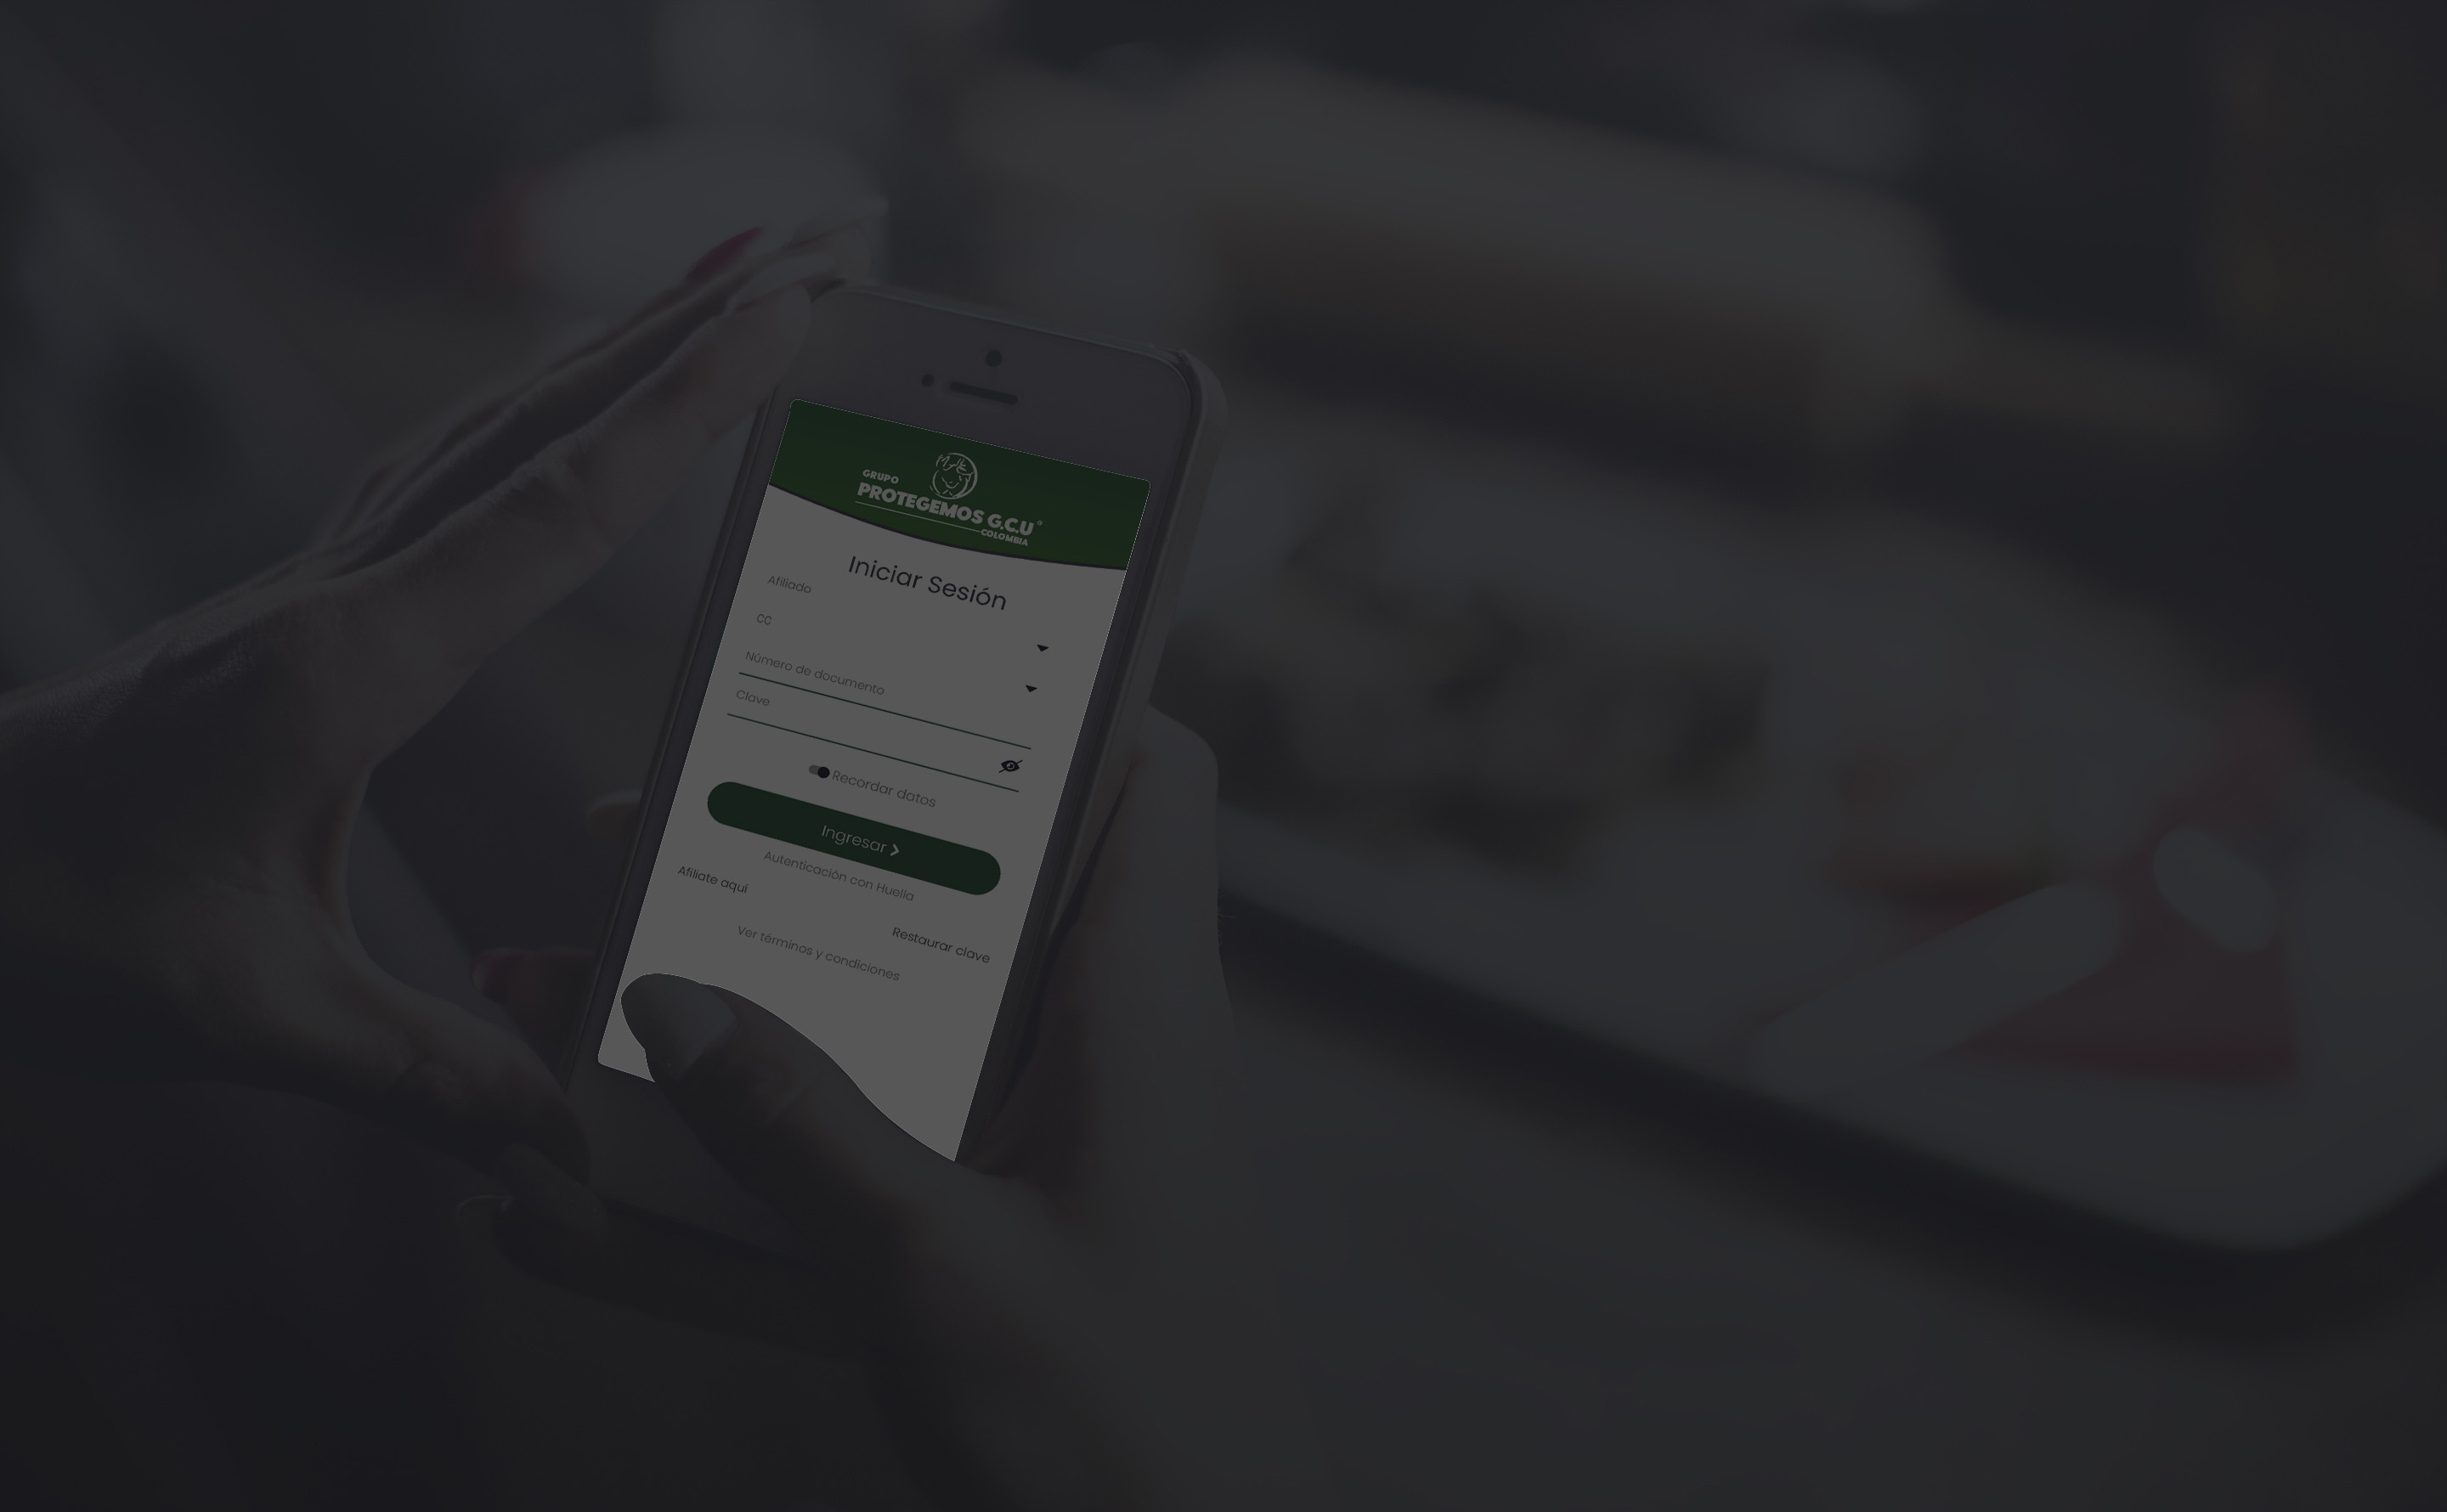 GRUPO
PROTEGEMOS G.C.U®
COLOMBIA
Iniciar Sesión
Afiliado
CC
Número de documento
Clave
Recordar datos
Ingresar
Autenticación con Huella
Afiliate aquí
Restaurar clave
Ver términos y condiciones